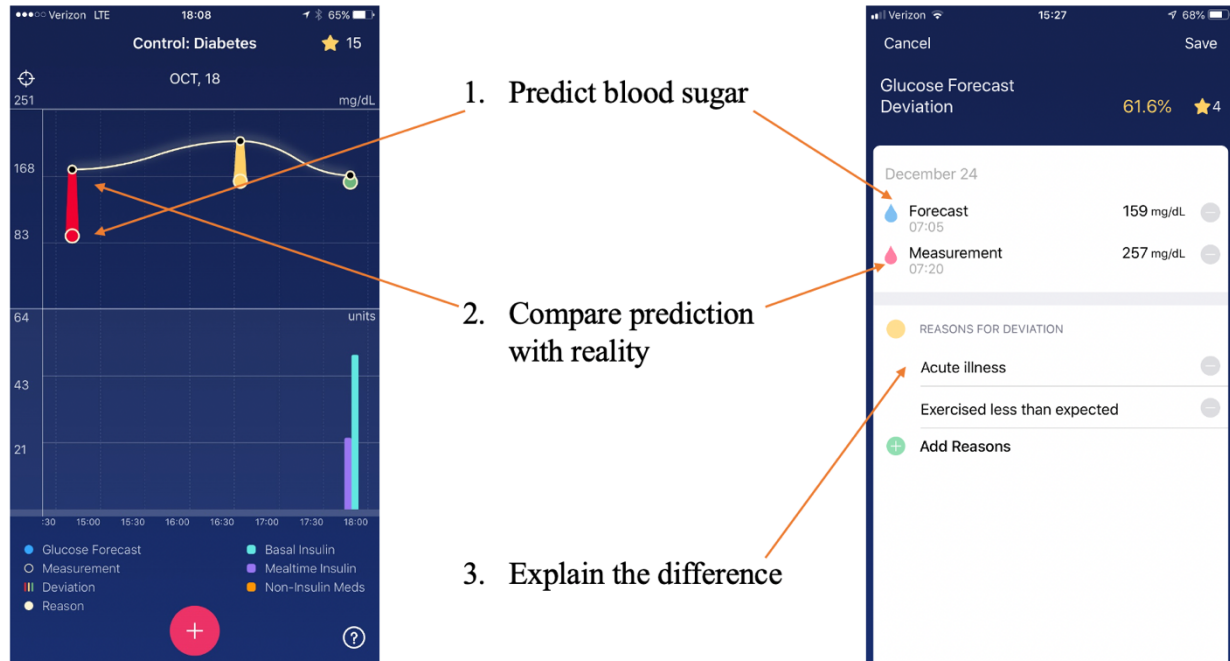 Verizon LTE 18:08 65%
Control: Diabetes 15
OCT, 18
251 mg/dL
168
83
64 units
43
21
:30 15:00 15:30 16:00 16:30 17:00 17:30 18:00
Glucose Forecast
Measurement
Deviation
Reason
Basal Insulin
Mealtime Insulin
Non-Insulin Meds
+
?
1. Predict blood sugar
2. Compare prediction
with reality
3. Explain the difference
Verizon 15:27 68%
Cancel Save
Glucose Forecast
Deviation 61.6% 4
December 24
Forecast 159 mg/dL
07:05
Measurement 257 mg/dL
07:20
REASONS FOR DEVIATION
Acute illness
Exercised less than expected
Add Reasons